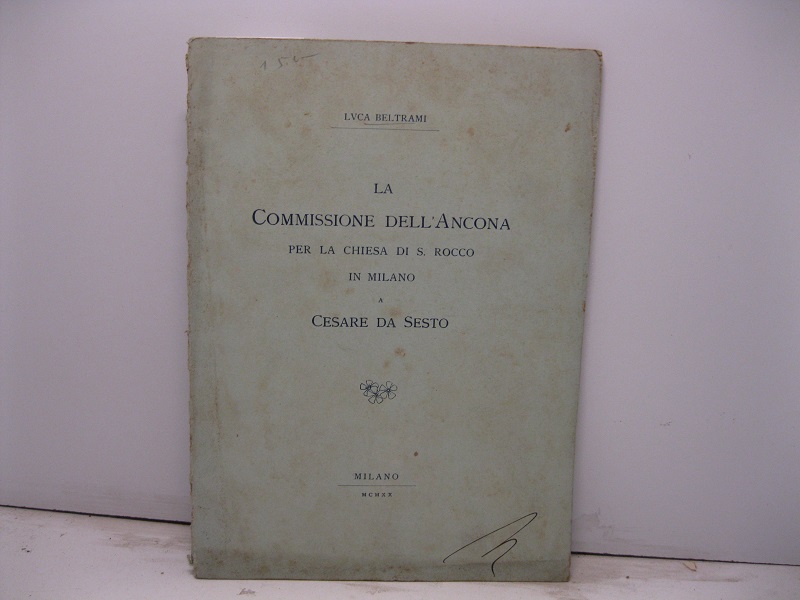 LVCA BELTRAMI
LA
COMMISSIONE DELL'ANCONA
PER LA CHIESA DI S. ROCCO
IN MILANO
A
CESARE DA SESTO
MILANO
MCMXX